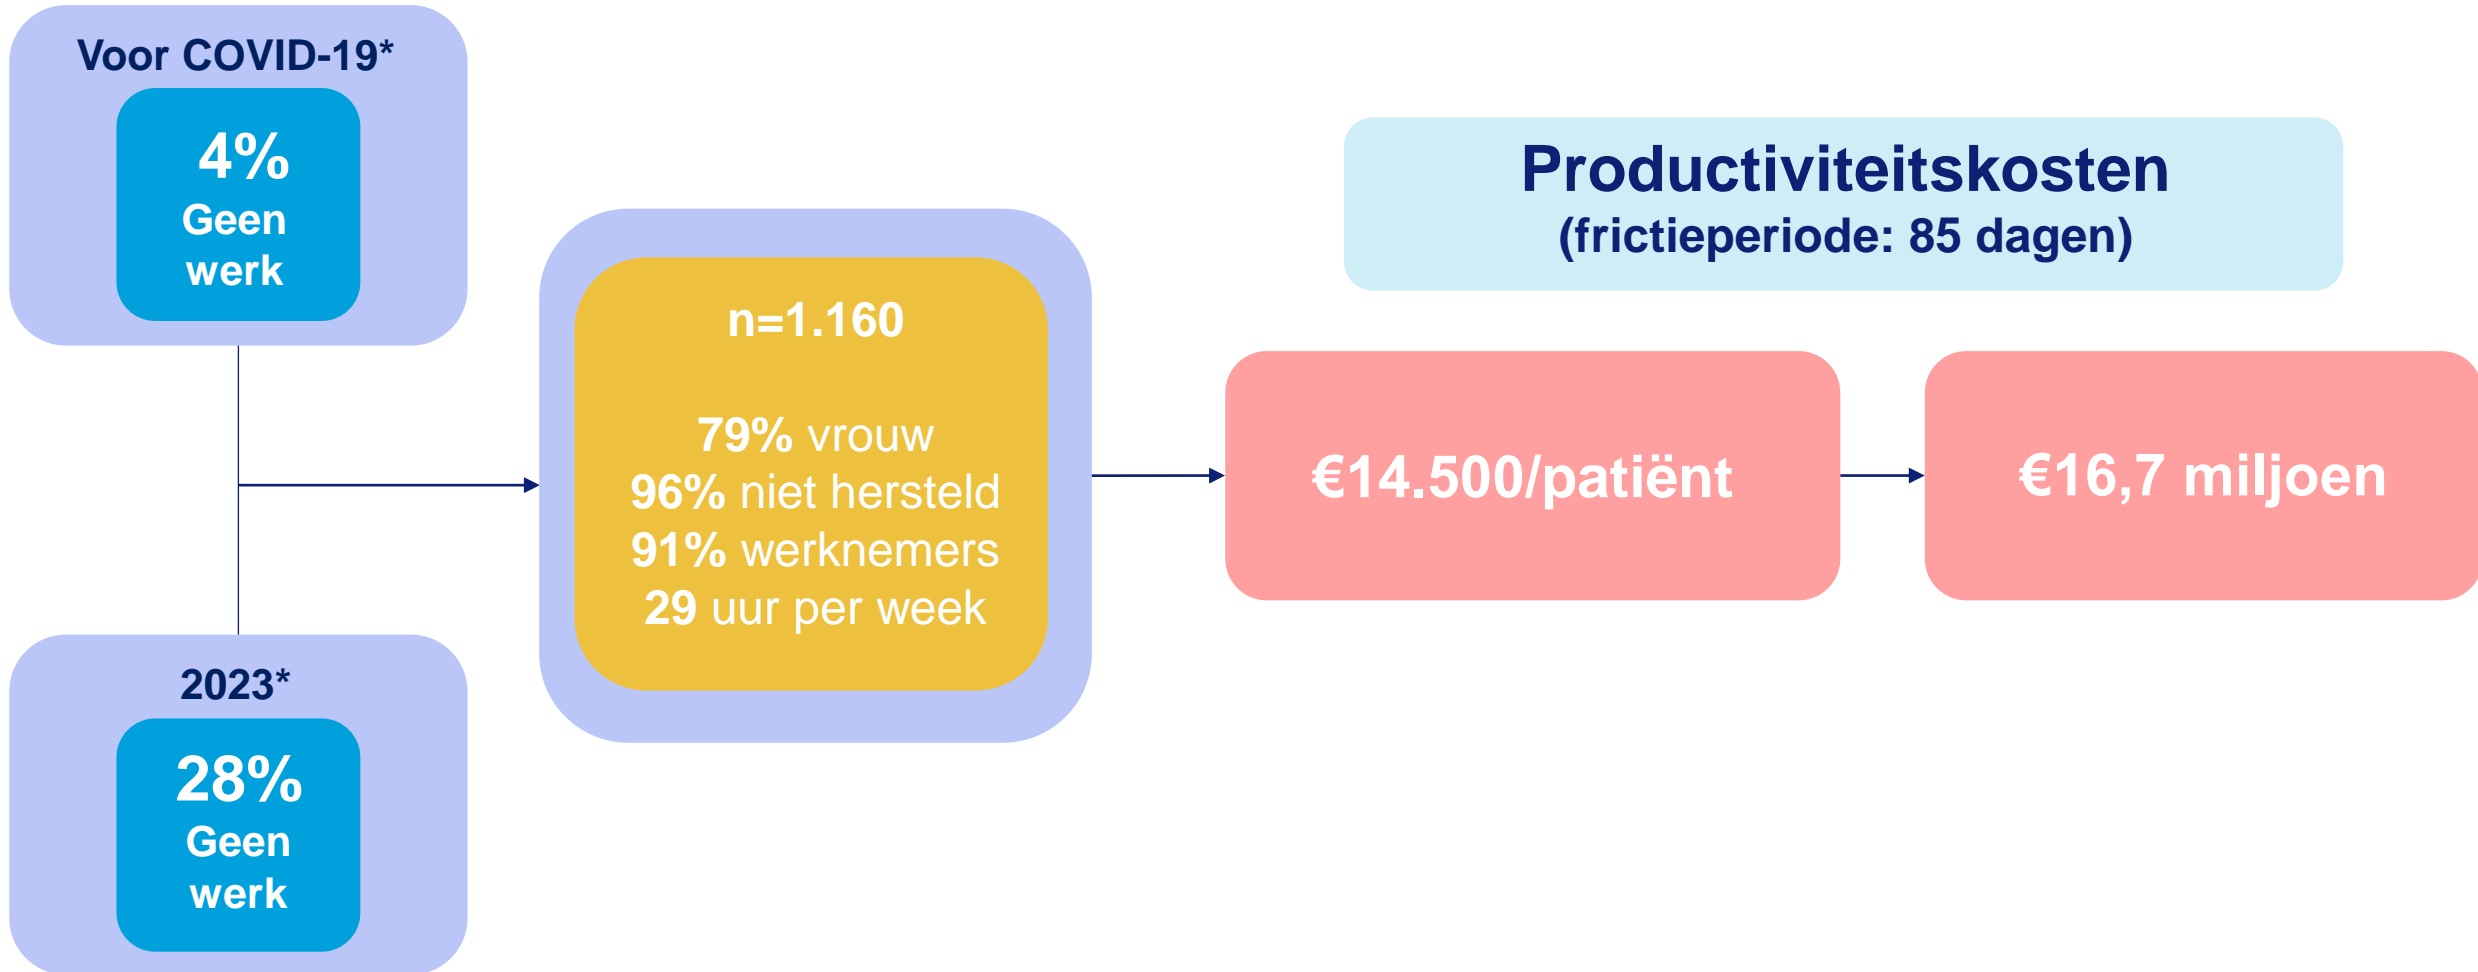 Voor COVID-19*
4%
Geen
werk
2023*
28%
Geen
werk
n=1.160
79% vrouw
96% niet hersteld
91% werknemers
29 uur per week
Productiviteitskosten
(frictieperiode: 85 dagen)
€14.500/patiënt
€16,7 miljoen